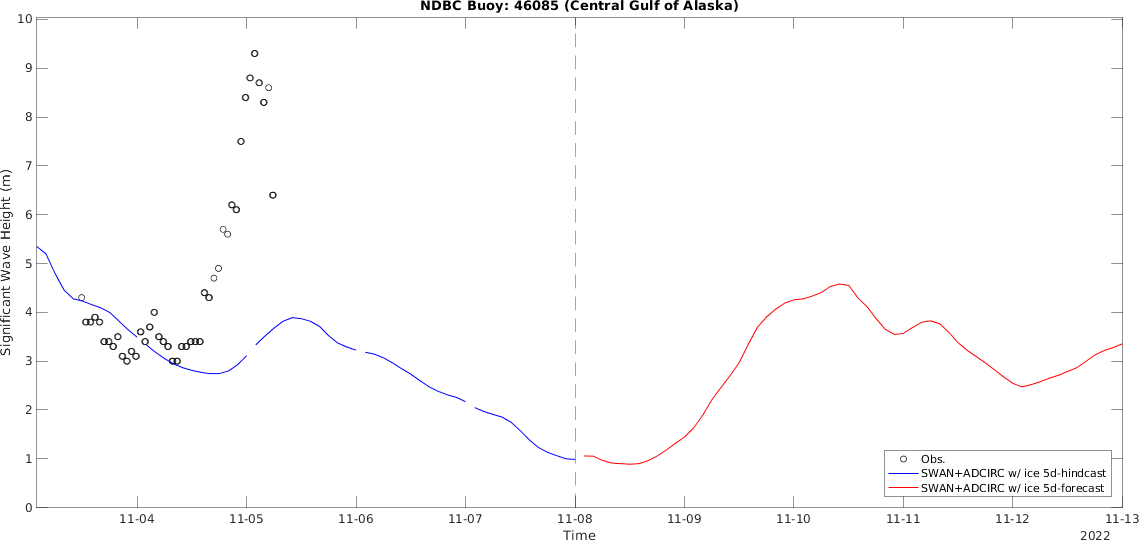 NDBC Buoy: 46085 (Central Gulf of Alaska)
10
9
8
7
6
5
4
3
2
1
0
Significant Wave Height (m)
Obs.
SWAN+ADCIRC w/ ice 5d-hindcast
SWAN+ADCIRC w/ ice 5d-forecast
11-04 11-05 11-06 11-07 11-08 11-09 11-10 11-11 11-12 11-13
Time
2022